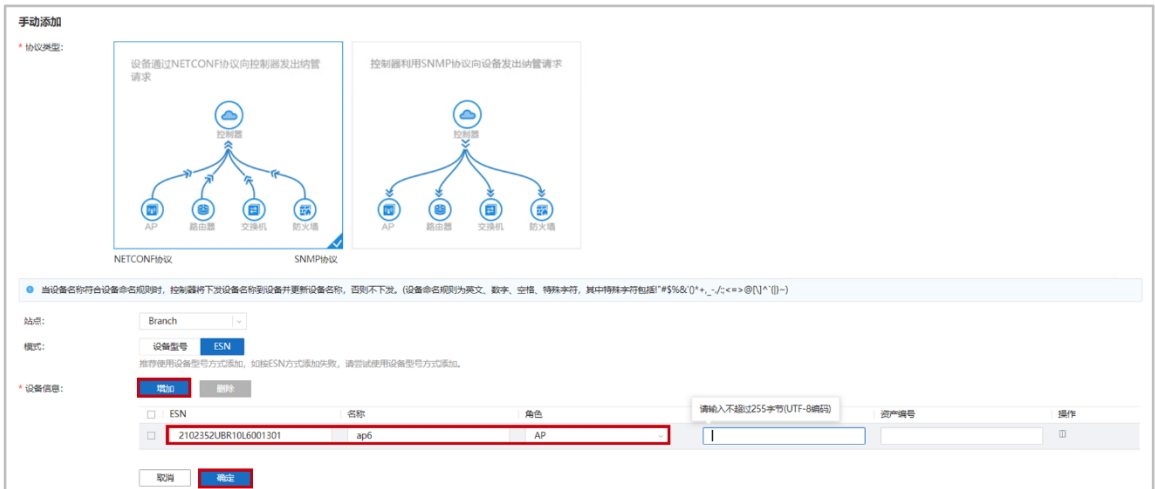 手动添加
* 协议类型:
设备通过NETCONF协议向控制器发出纳管
请求
控制器
AP 路由器 交换机 防火墙
控制器利用SNMP协议向设备发出纳管请求
控制器
AP 路由器 交换机 防火墙
NETCONF协议 SNMP协议
当设备名称符合设备命名规则时，控制器将下发设备名称到设备并更新设备名称，否则不下发。(设备命名规则为英文、数字、空格、特殊字符，其中特殊字符包括!"#$%&'()*+,_-./:;<=>@[\]^`{|}~)
站点: Branch
模式: 设备型号 ESN
推荐使用设备型号方式添加，如按ESN方式添加失败，请尝试使用设备型号方式添加。
* 设备信息: 增加 删除
请输入不超过255字节(UTF-8编码)
ESN 名称 角色 资产编号 操作
2102352UBR10L6001301 ap6 AP
取消 确定